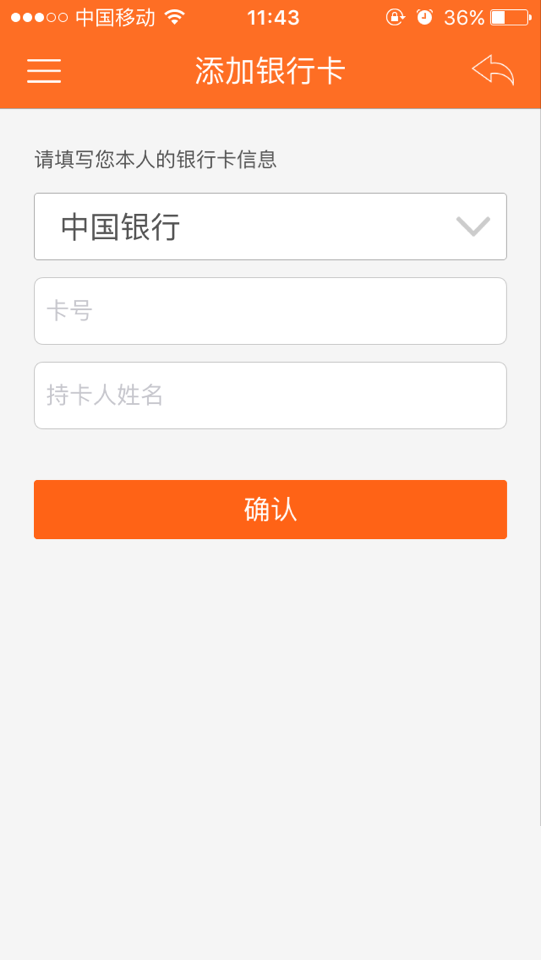 中国移动 11:43 36%
添加银行卡
请填写您本人的银行卡信息
中国银行
卡号
持卡人姓名
确认